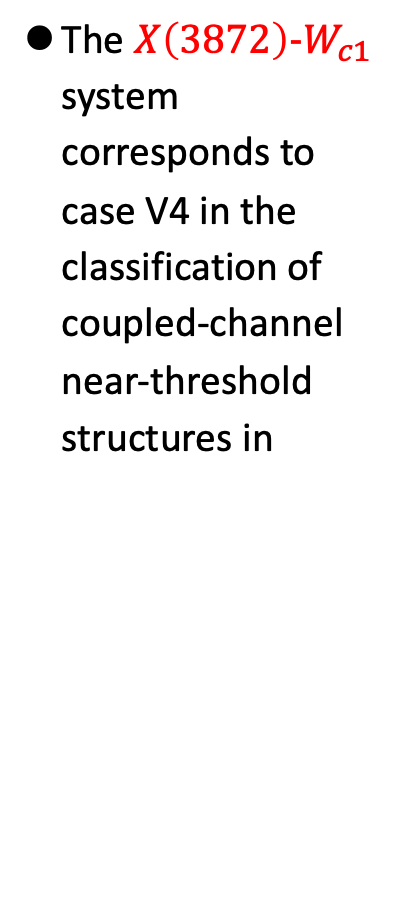 ● The X(3872)-W_{c1}
system
corresponds to
case V4 in the
classification of
coupled-channel
near-threshold
structures in